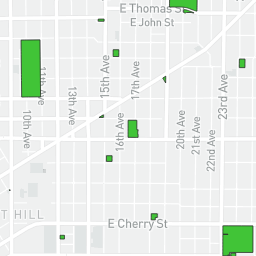 E Thomas St
E John St
15th Ave
17th Ave
11th Ave
13th Ave
23rd Ave
10th Ave
16th Ave
20th Ave
21st Ave
22nd Ave
T HILL
E Cherry St